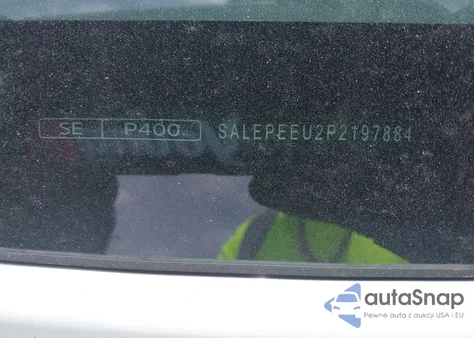 SE P400 SALEPEEU2P2197884
autaSnap
Pewne auta z aukcji USA i EU